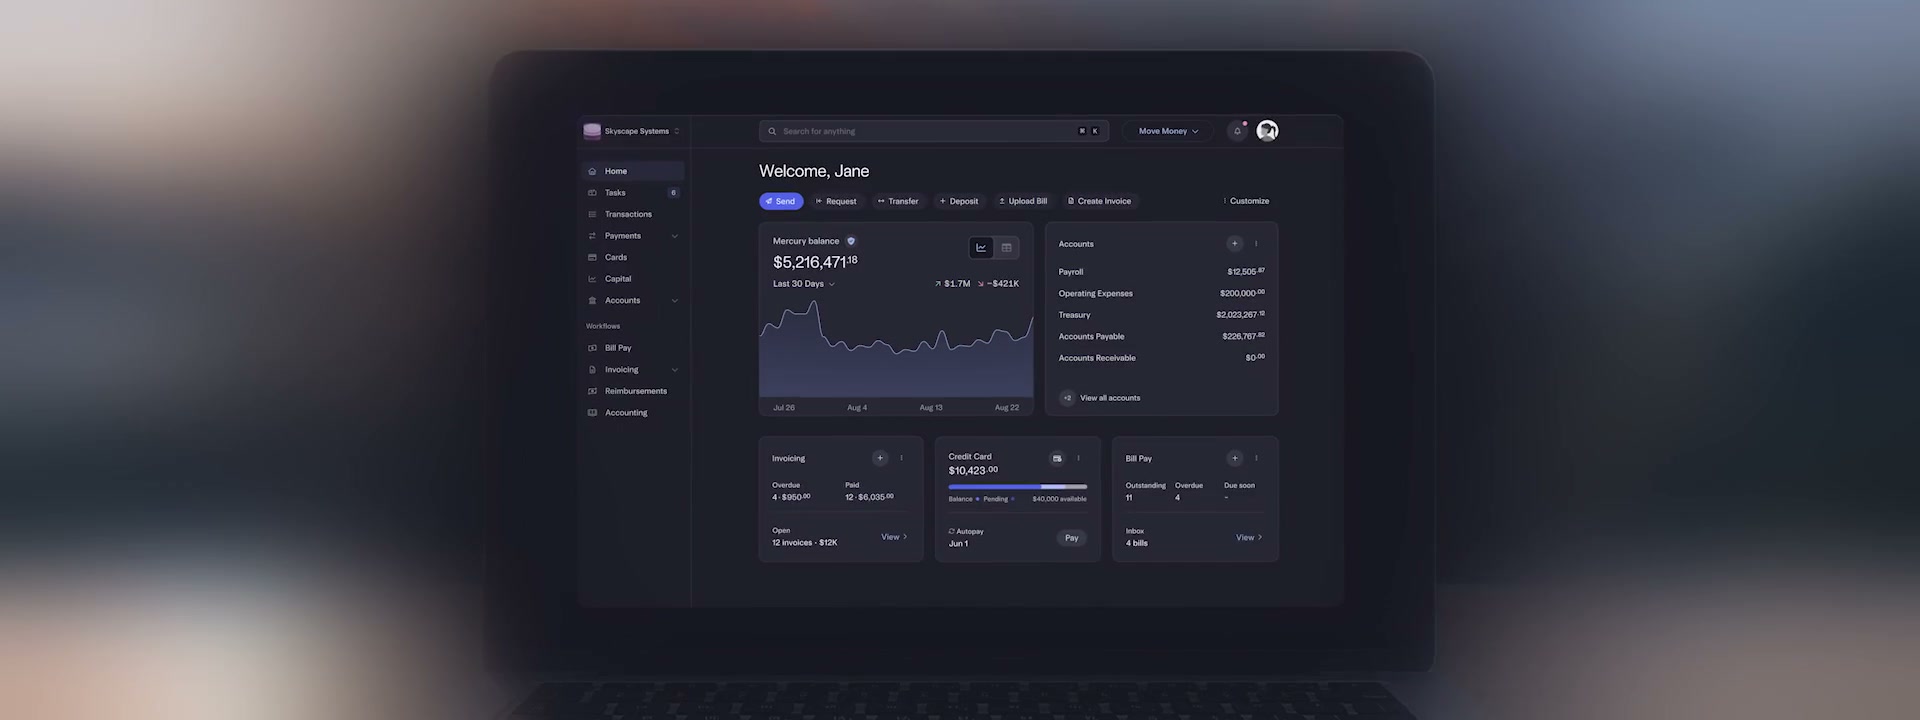 Skyscape Systems
Search for anything
⌘ K
Move Money
Home
Tasks 6
Transactions
Payments
Cards
Capital
Accounts
Workflows
Bill Pay
Invoicing
Reimbursements
Accounting
Welcome, Jane
Send Request Transfer Deposit Upload Bill Create Invoice Customize
Mercury balance
$5,216,471.18
Last 30 Days ↗ $1.7M ↘ −$421K
Jul 26 Aug 4 Aug 13 Aug 22
Accounts
Payroll $12,505.67
Operating Expenses $200,000.00
Treasury $2,023,267.12
Accounts Payable $226,767.82
Accounts Receivable $0.00
+2 View all accounts
Invoicing
Overdue Paid
4 · $950.00 12 · $6,035.00
Open
12 invoices · $12K
View
Credit Card
$10,423.00
Balance Pending $40,000 available
Autopay
Jun 1
Pay
Bill Pay
Outstanding Overdue Due soon
11 4 -
Inbox
4 bills
View